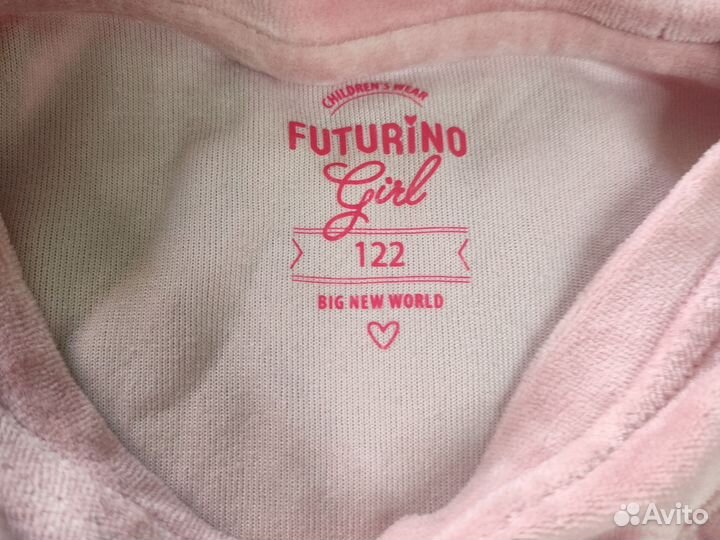 CHILDREN'S WEAR
FUTURINO
Girl
122
BIG NEW WORLD
Avito